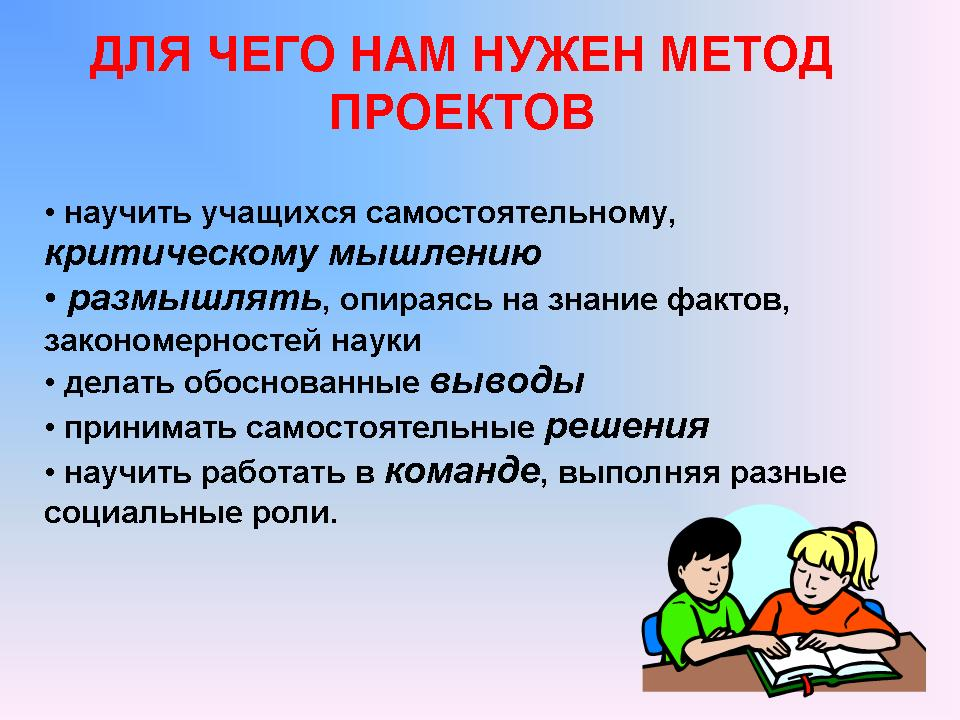 ДЛЯ ЧЕГО НАМ НУЖЕН МЕТОД
ПРОЕКТОВ
• научить учащихся самостоятельному,
критическому мышлению
• размышлять, опираясь на знание фактов,
закономерностей науки
• делать обоснованные выводы
• принимать самостоятельные решения
• научить работать в команде, выполняя разные
социальные роли.